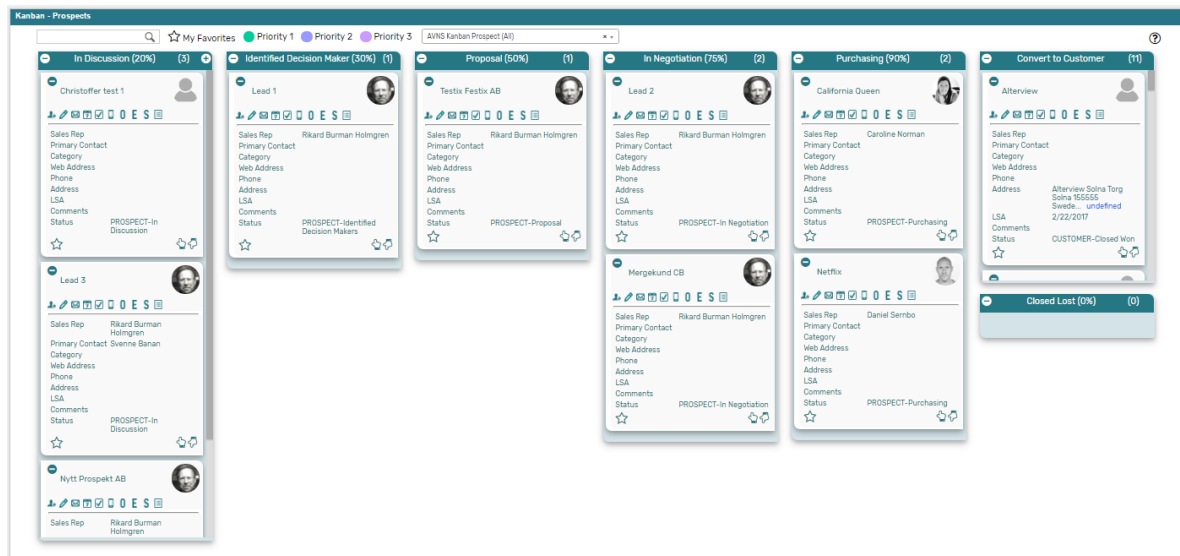 Kanban - Prospects
My Favorites Priority 1 Priority 2 Priority 3 AVNS Kanban Prospect (All)
In Discussion (20%) (3)
Christoffer test 1
O E S
Sales Rep
Primary Contact
Category
Web Address
Phone
Address
LSA
Comments
Status PROSPECT-In
Discussion
Lead 3
O E S
Sales Rep Rikard Burman
Holmgren
Primary Contact Svenne Banan
Category
Web Address
Phone
Address
LSA
Comments
Status PROSPECT-In
Discussion
Nytt Prospekt AB
O E S
Sales Rep Rikard Burman
Holmgren
Identified Decision Maker (30%) (1)
Lead 1
O E S
Sales Rep Rikard Burman Holmgren
Primary Contact
Category
Web Address
Phone
Address
LSA
Comments
Status PROSPECT-Identified
Decision Makers
Proposal (50%) (1)
Testix Festix AB
O E S
Sales Rep Rikard Burman Holmgren
Primary Contact
Category
Web Address
Phone
Address
LSA
Comments
Status PROSPECT-Proposal
In Negotiation (75%) (2)
Lead 2
O E S
Sales Rep Rikard Burman Holmgren
Primary Contact
Category
Web Address
Phone
Address
LSA
Comments
Status PROSPECT-In Negotiation
Mergekund CB
O E S
Sales Rep Rikard Burman Holmgren
Primary Contact
Category
Web Address
Phone
Address
LSA
Comments
Status PROSPECT-In Negotiation
Purchasing (90%) (2)
California Queen
O E S
Sales Rep Caroline Norman
Primary Contact
Category
Web Address
Phone
Address
LSA
Comments
Status PROSPECT-Purchasing
Netflix
O E S
Sales Rep Daniel Sernbo
Primary Contact
Category
Web Address
Phone
Address
LSA
Comments
Status PROSPECT-Purchasing
Convert to Customer (11)
Alterview
O E S
Sales Rep
Primary Contact
Category
Web Address
Phone
Address Alterview Solna Torg
Solna 155555
Swede... undefined
LSA 2/22/2017
Comments
Status CUSTOMER-Closed Won
Closed Lost (0%) (0)